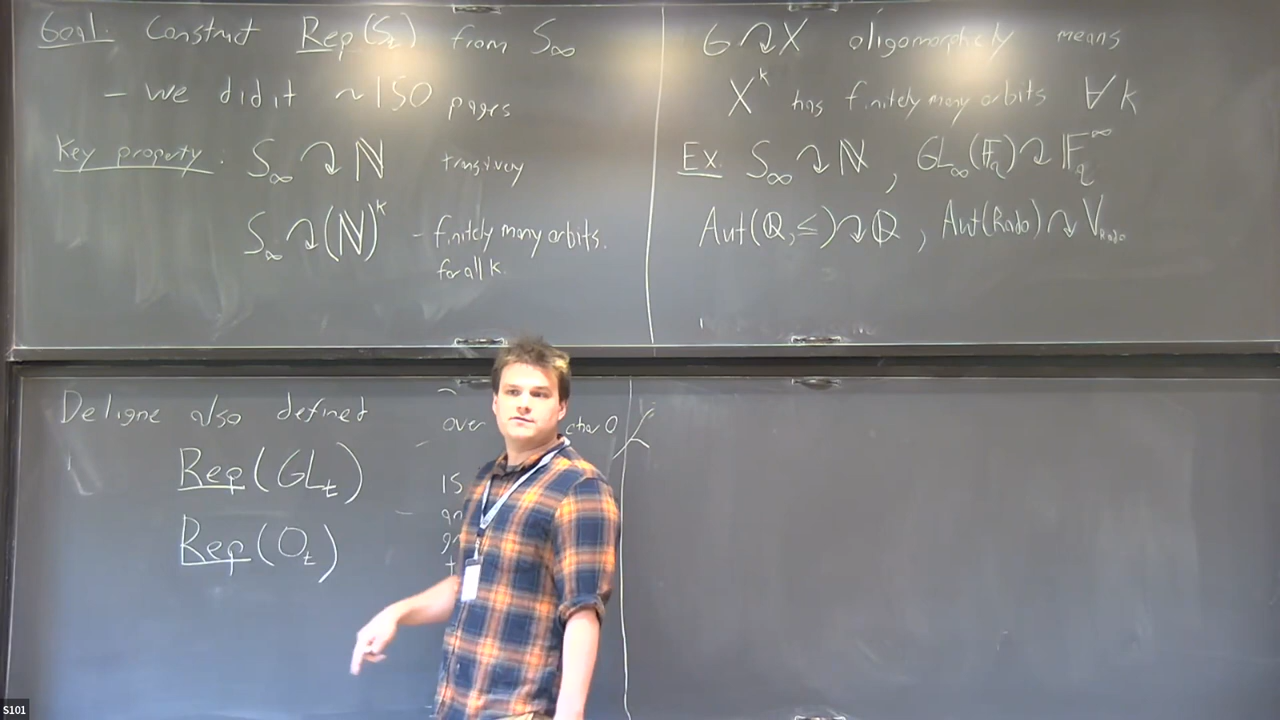 Goal: Construct Rep(S_t) from S_∞
- we did it ~150 pages
Key property: S_∞ ↷ ℕ transitively
S_∞ ↷ (ℕ)^k - finitely many orbits.
for all k.
G ↷ X oligomorphicly means
X^k has finitely many orbits ∀ k
Ex. S_∞ ↷ ℕ, GL_∞(𝔽_q) ↷ 𝔽_q^∞
Aut(ℚ, ≤) ↷ ℚ, Aut(Rado) ↷ V_Rado
Deligne also defined
Rep(GL_t)
Rep(O_t)
over
char 0
is
S101